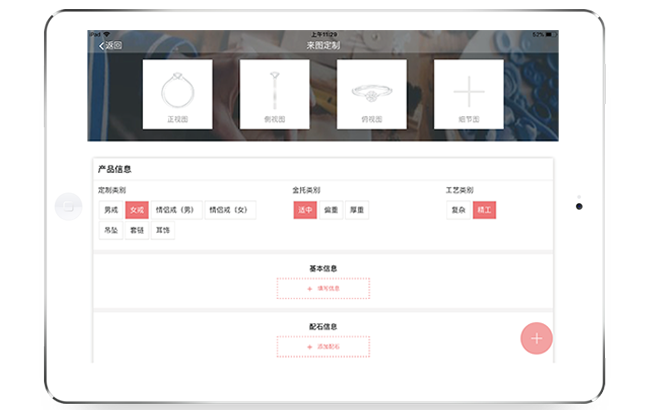 iPad 上午11:29 52%
返回 来图定制
正视图 侧视图 俯视图 细节图
产品信息
定制类别 金托类别 工艺类别
男戒 女戒 情侣戒（男） 情侣戒（女） 适中 偏重 厚重 复杂 精工
吊坠 套链 耳饰
基本信息
+ 填写信息
配石信息
+ 添加配石